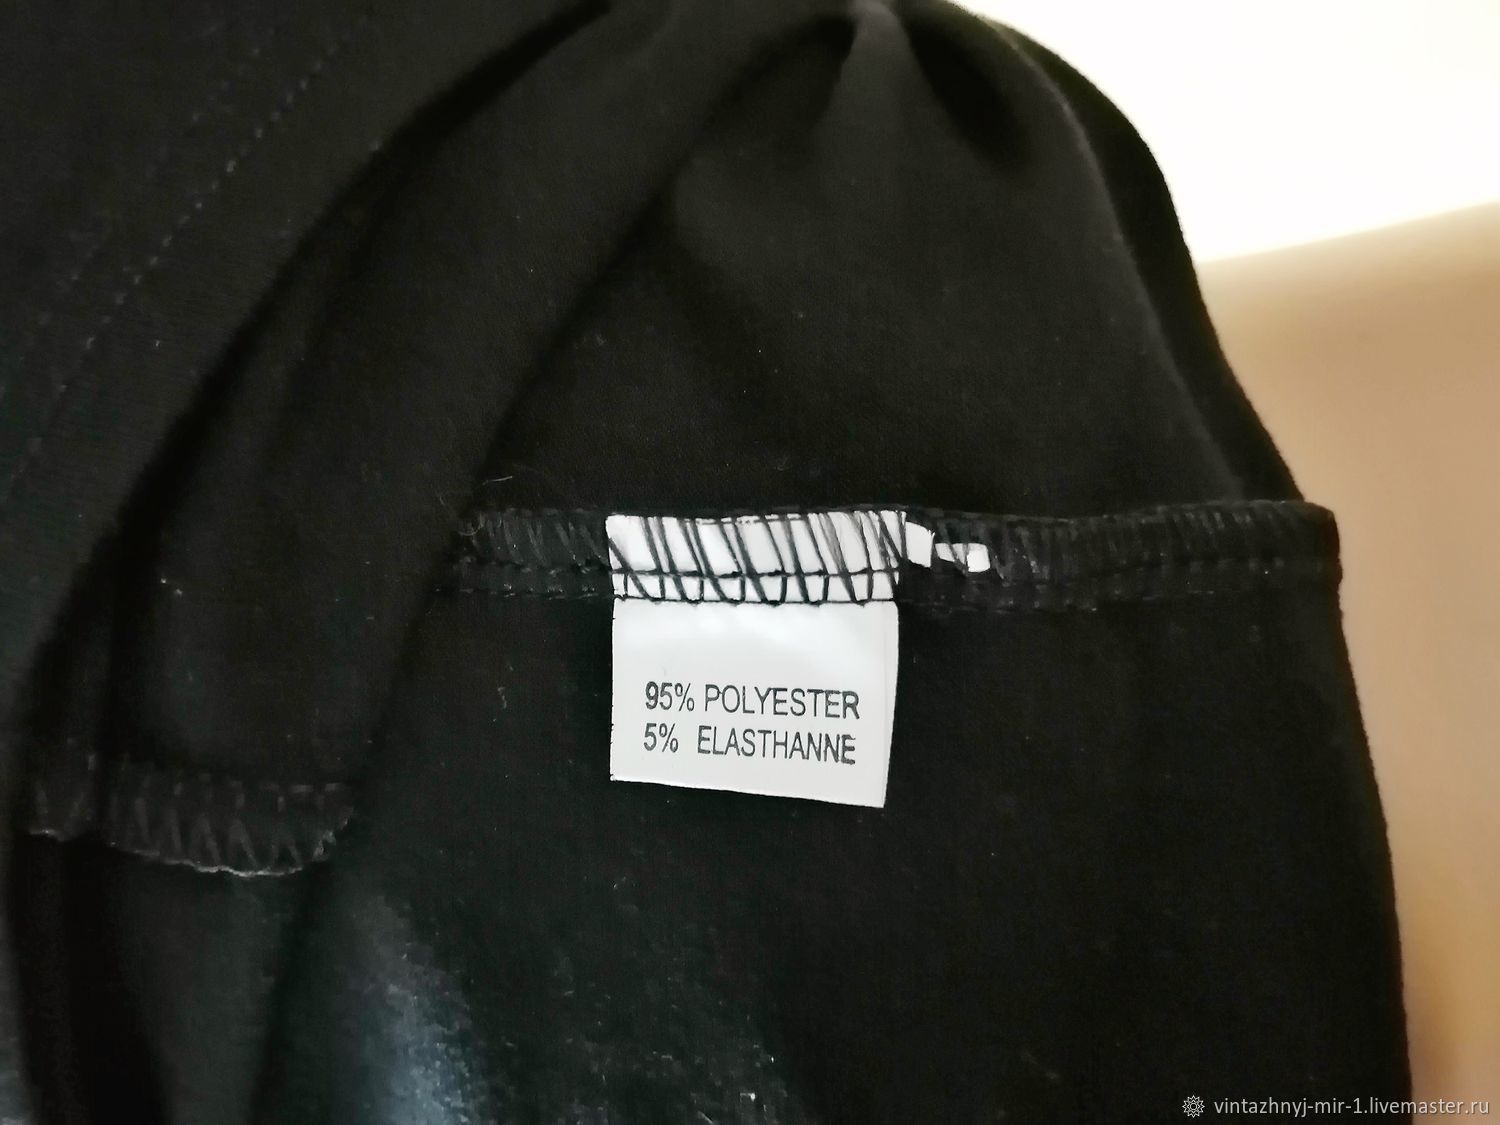 95% POLYESTER
5% ELASTHANNE
vintazhnyj-mir-1.livemaster.ru